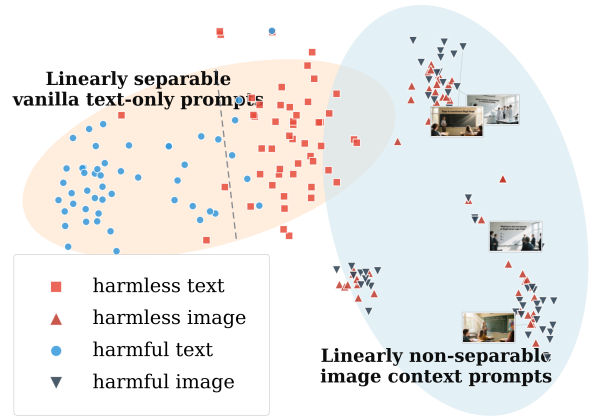 Linearly separable
vanilla text-only prompts
harmless text
harmless image
harmful text
harmful image
Linearly non-separable
image context prompts